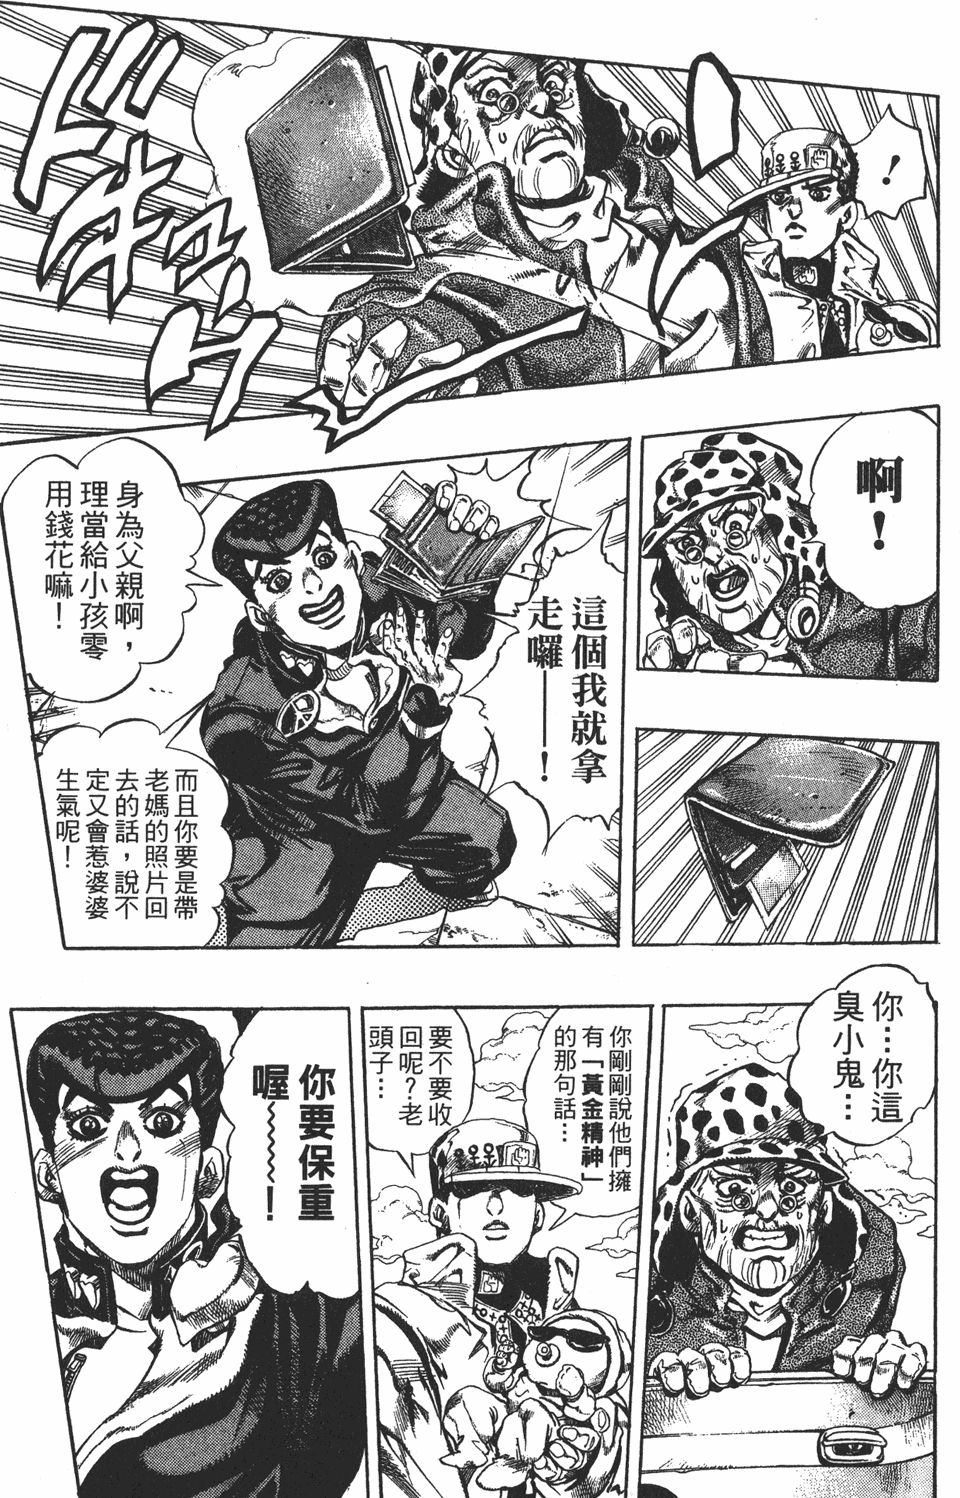 ！
ドドドド
啊！
這個我就拿
走囉──！
身為父親啊，
理當給小孩零
用錢花嘛！
而且你要是帶
老媽的照片回
去的話，說不
定又會惹婆婆
生氣呢！
你…你這
臭小鬼…
你剛剛說他們擁
有「黃金精神」
的那句話…
要不要收
回呢？老
頭子…
你要保重
喔～～～！